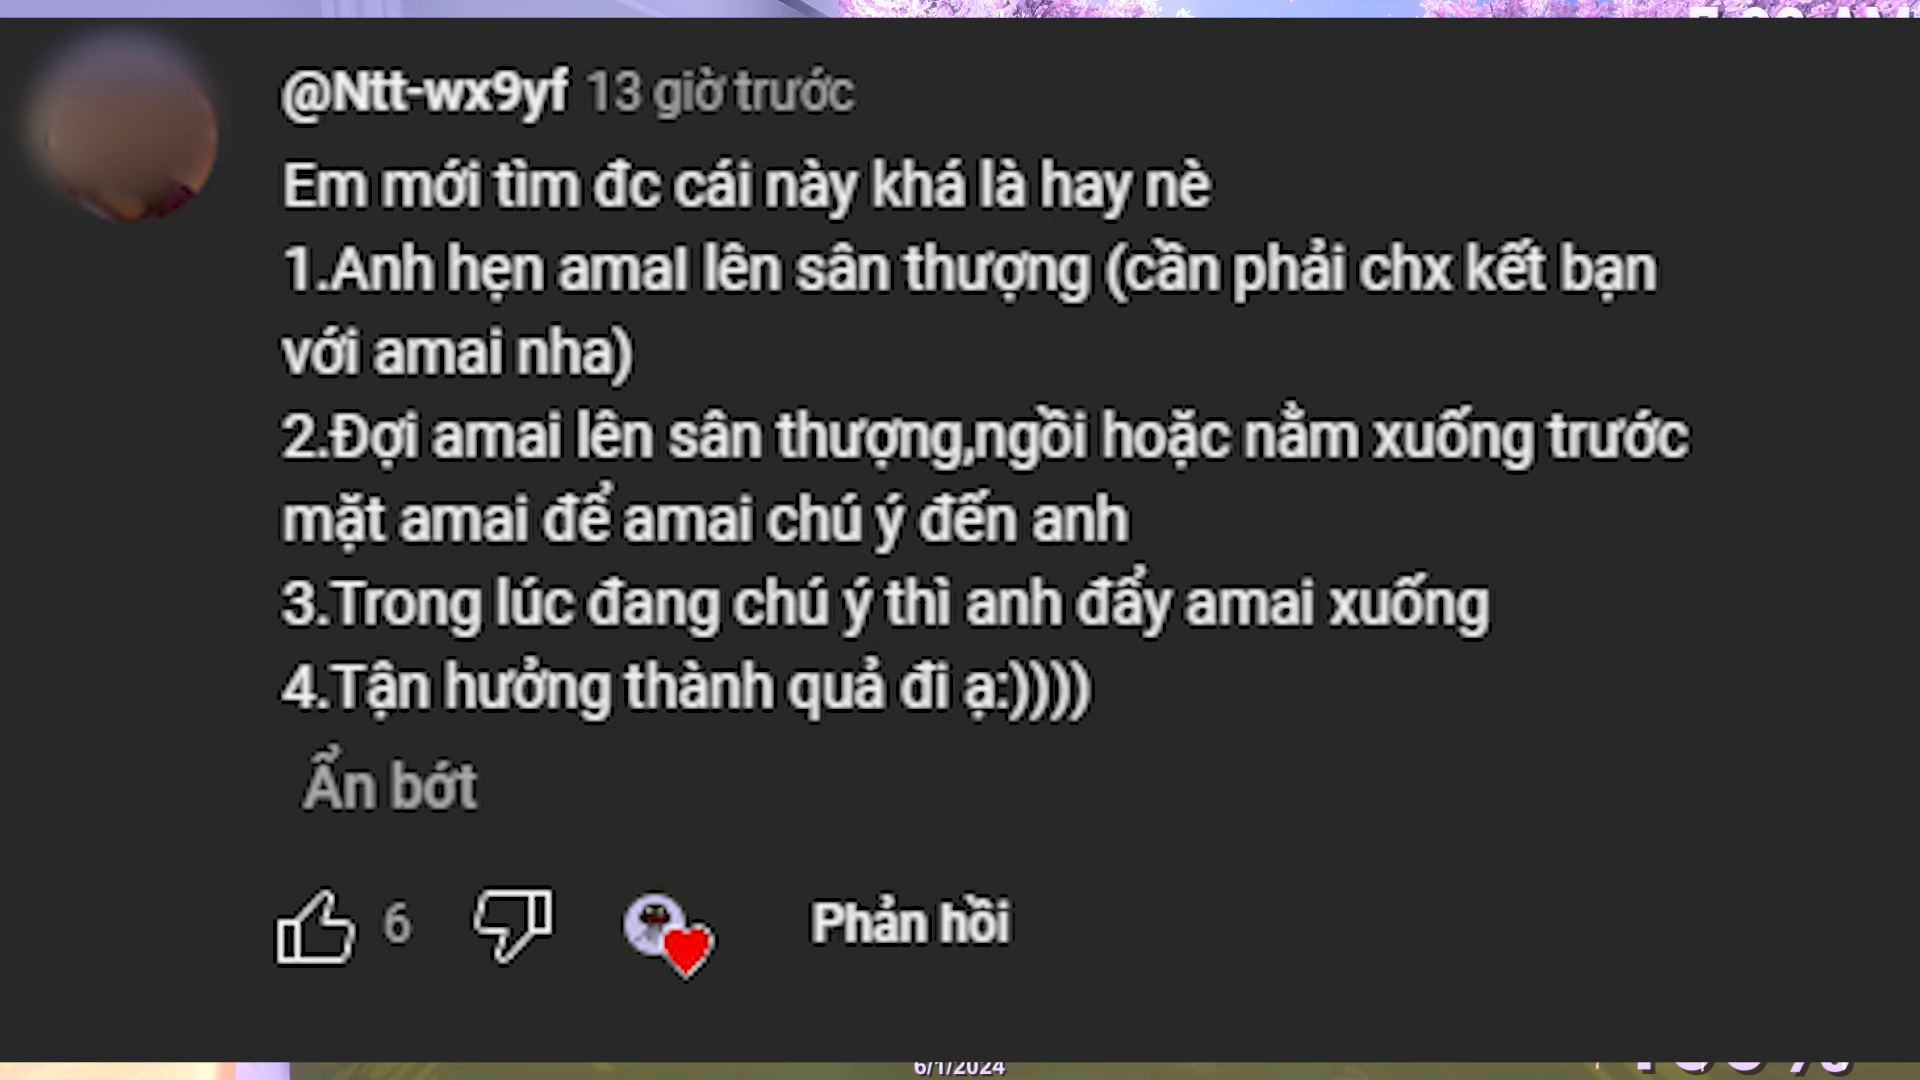 @Ntt-wx9yf 13 giờ trước
Em mới tìm đc cái này khá là hay nè
1.Anh hẹn amaI lên sân thượng (cần phải chx kết bạn
với amai nha)
2.Đợi amai lên sân thượng,ngồi hoặc nằm xuống trước
mặt amai để amai chú ý đến anh
3.Trong lúc đang chú ý thì anh đẩy amai xuống
4.Tận hưởng thành quả đi ạ:))))
Ẩn bớt
6
Phản hồi
6/1/2024